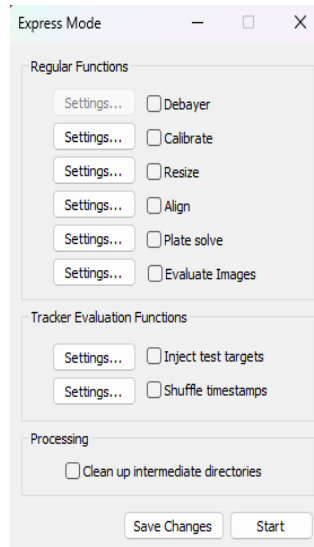 Express Mode
Regular Functions
Settings... Debayer
Settings... Calibrate
Settings... Resize
Settings... Align
Settings... Plate solve
Settings... Evaluate Images
Tracker Evaluation Functions
Settings... Inject test targets
Settings... Shuffle timestamps
Processing
Clean up intermediate directories
Save Changes Start